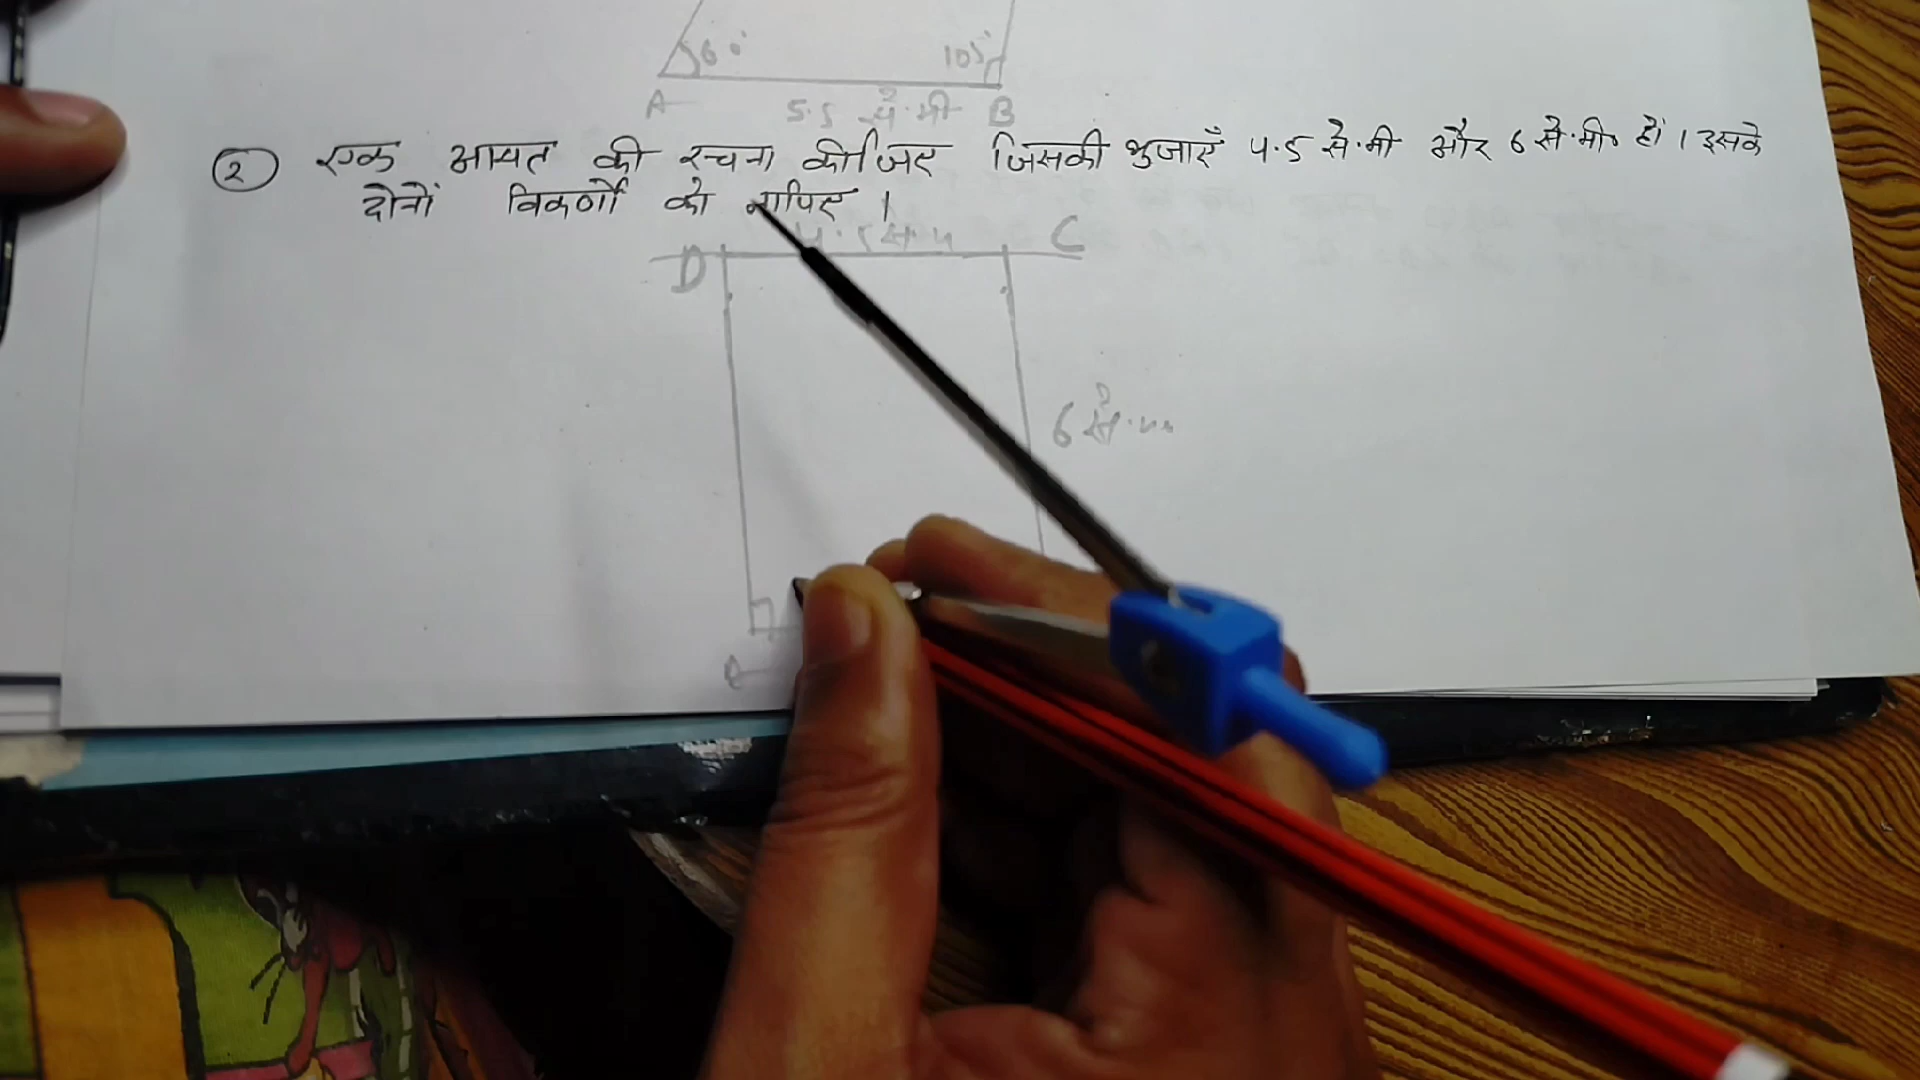 60° 105°
A 5.5 से.मी B
② एक आयत की रचना कीजिए जिसकी भुजाएँ 4.5 से.मी और 6 से.मी. हों । इसके
दोनों विकर्णों को नापिए ।
D C
6 से.मी